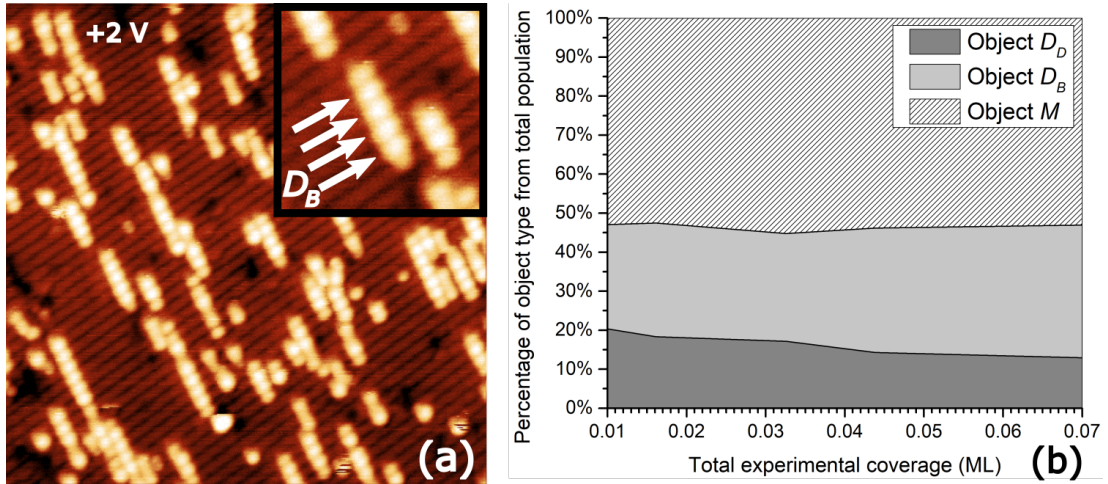 +2 V
D_B
(a)
Percentage of object type from total population
100%
90%
80%
70%
60%
50%
40%
30%
20%
10%
0%
Object D_D
Object D_B
Object M
0.01 0.02 0.03 0.04 0.05 0.06 0.07
Total experimental coverage (ML)
(b)